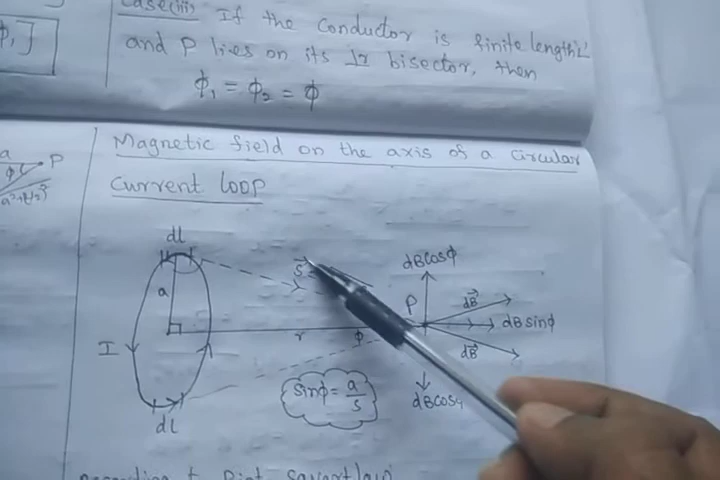 Case(iii) If the conductor is finite length 'L'
and P lies on its ⊥r bisector, then
ϕ₁ = ϕ₂ = ϕ
Magnetic field on the axis of a circular
current loop
a
ϕ
P
dl
a
I
dl
r
ϕ
S
sinϕ = a/s
dBcosϕ
P
dB
dBsinϕ
dB
dBcos